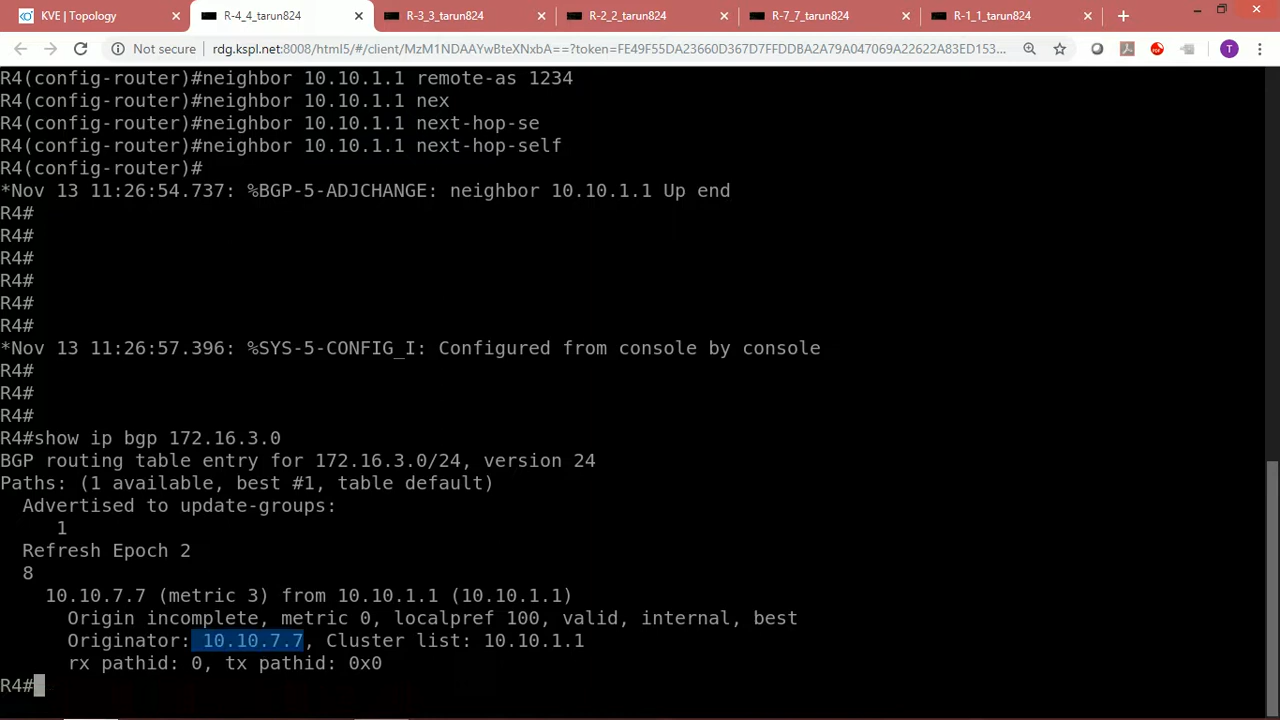 KVE | Topology
R-4_4_tarun824
R-3_3_tarun824
R-2_2_tarun824
R-7_7_tarun824
R-1_1_tarun824
Not secure
rdg.kspl.net:8008/html5/#/client/MzM1NDAAYwBteXNxbA==?token=FE49F55DA23660D367D7FFDDBA2A79A047069A22622A83ED153...
T
R4(config-router)#neighbor 10.10.1.1 remote-as 1234
R4(config-router)#neighbor 10.10.1.1 nex
R4(config-router)#neighbor 10.10.1.1 next-hop-se
R4(config-router)#neighbor 10.10.1.1 next-hop-self
R4(config-router)#
*Nov 13 11:26:54.737: %BGP-5-ADJCHANGE: neighbor 10.10.1.1 Up end
R4#
R4#
R4#
R4#
R4#
R4#
*Nov 13 11:26:57.396: %SYS-5-CONFIG_I: Configured from console by console
R4#
R4#
R4#
R4#show ip bgp 172.16.3.0
BGP routing table entry for 172.16.3.0/24, version 24
Paths: (1 available, best #1, table default)
Advertised to update-groups:
1
Refresh Epoch 2
8
10.10.7.7 (metric 3) from 10.10.1.1 (10.10.1.1)
Origin incomplete, metric 0, localpref 100, valid, internal, best
Originator: 10.10.7.7, Cluster list: 10.10.1.1
rx pathid: 0, tx pathid: 0x0
R4#